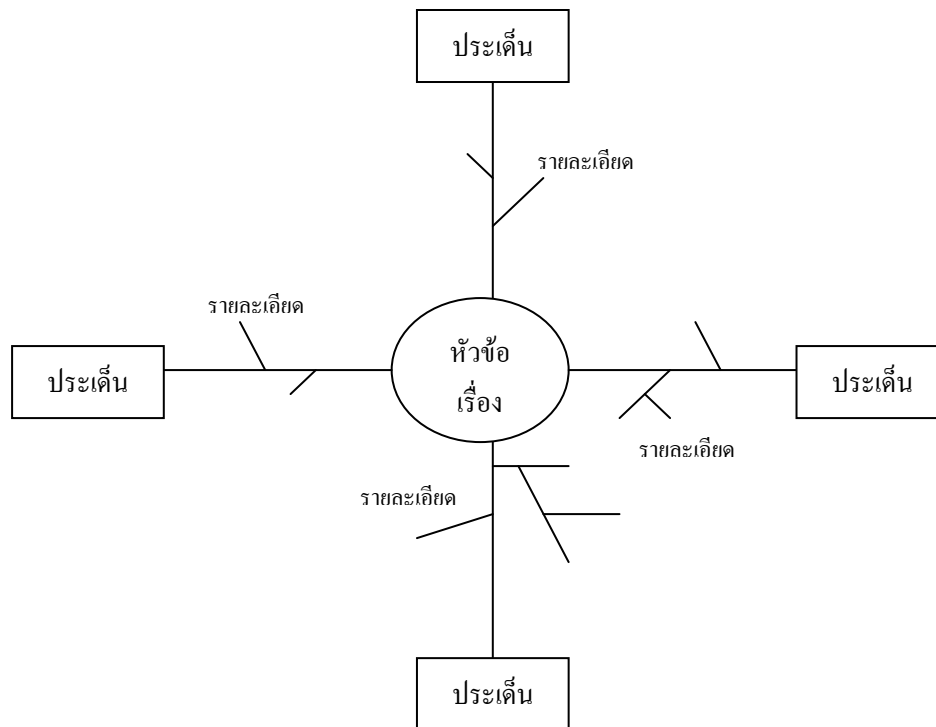 ประเด็น
รายละเอียด
รายละเอียด
หัวข้อ
เรื่อง
ประเด็น
ประเด็น
รายละเอียด
รายละเอียด
ประเด็น